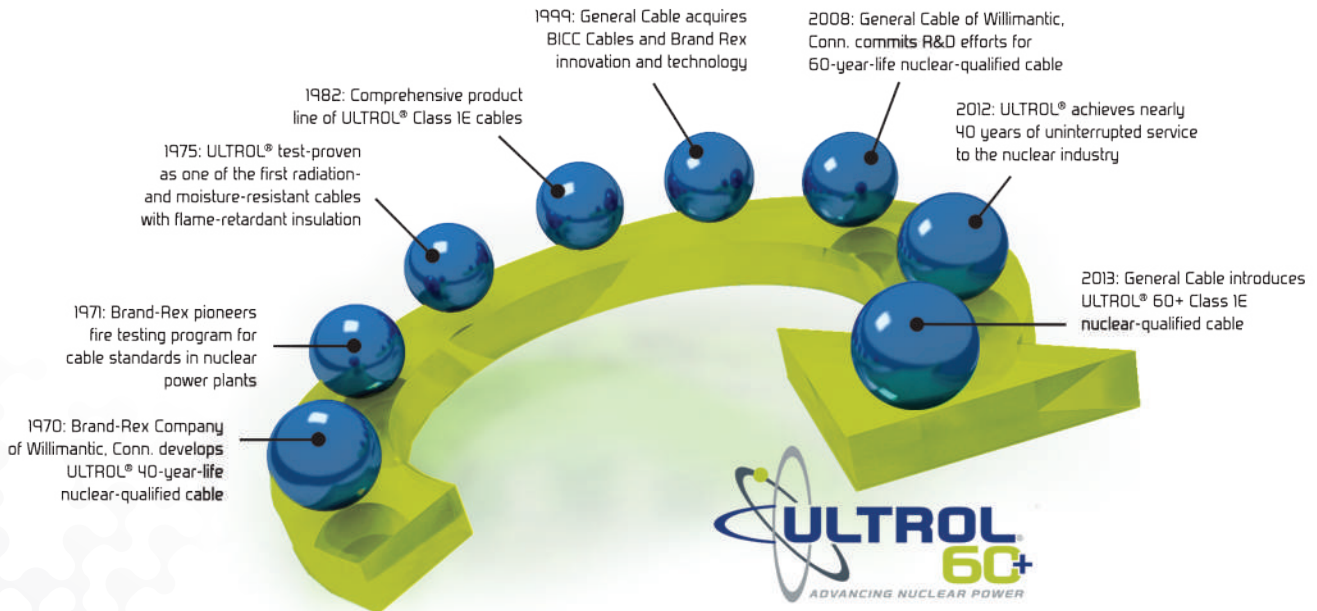 1970: Brand-Rex Company
of Willimantic, Conn. develops
ULTROL® 40-year-life
nuclear-qualified cable
1971: Brand-Rex pioneers
fire testing program for
cable standards in nuclear
power plants
1975: ULTROL® test-proven
as one of the first radiation-
and moisture-resistant cables
with flame-retardant insulation
1982: Comprehensive product
line of ULTROL® Class 1E cables
1999: General Cable acquires
BICC Cables and Brand Rex
innovation and technology
2008: General Cable of Willimantic,
Conn. commits R&D efforts for
60-year-life nuclear-qualified cable
2012: ULTROL® achieves nearly
40 years of uninterrupted service
to the nuclear industry
2013: General Cable introduces
ULTROL® 60+ Class 1E
nuclear-qualified cable
ULTROL®
60+
ADVANCING NUCLEAR POWER